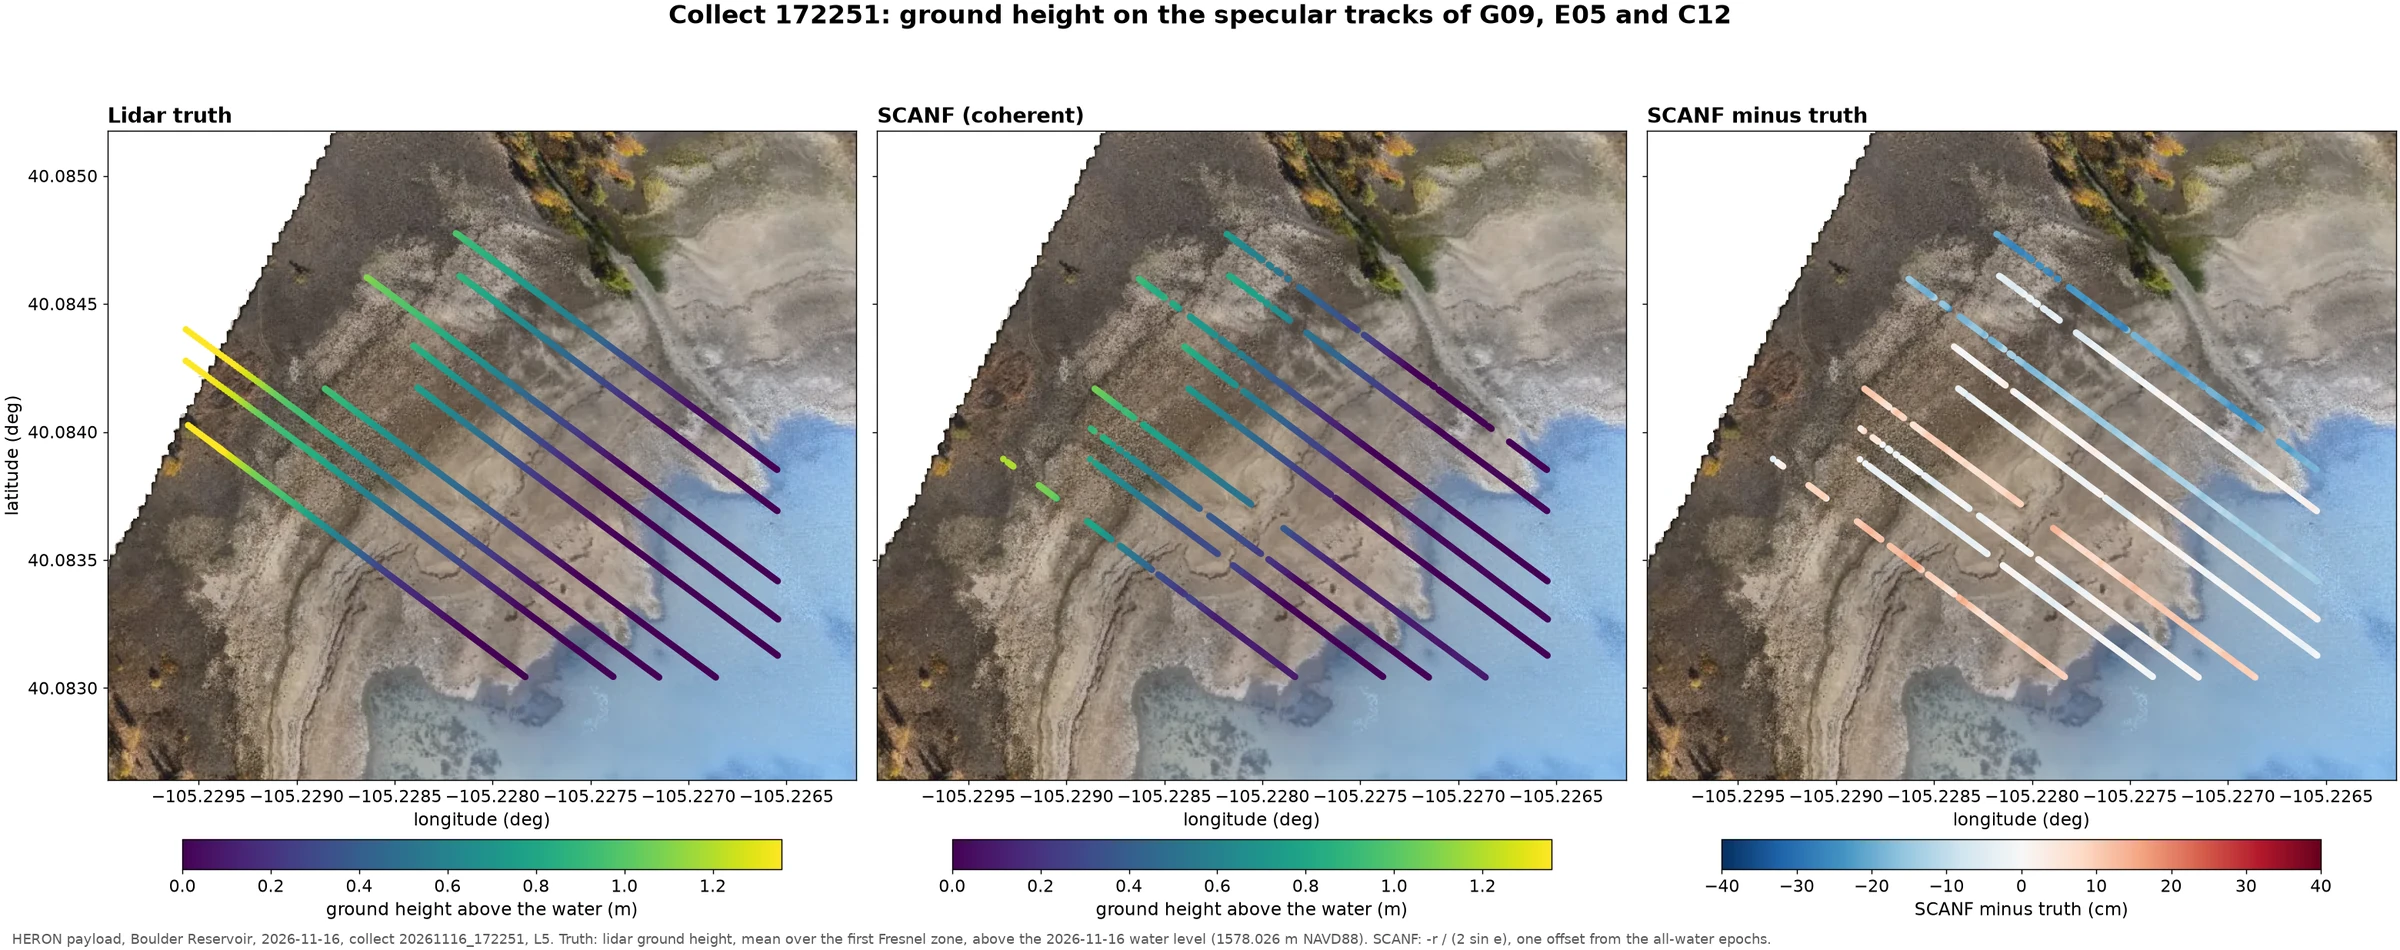 Collect 172251: ground height on the specular tracks of G09, E05 and C12
Lidar truth
SCANF (coherent)
SCANF minus truth
40.0850
40.0845
40.0840
40.0835
40.0830
latitude (deg)
−105.2295 −105.2290 −105.2285 −105.2280 −105.2275 −105.2270 −105.2265
−105.2295 −105.2290 −105.2285 −105.2280 −105.2275 −105.2270 −105.2265
−105.2295 −105.2290 −105.2285 −105.2280 −105.2275 −105.2270 −105.2265
longitude (deg)
longitude (deg)
longitude (deg)
0.0 0.2 0.4 0.6 0.8 1.0 1.2
0.0 0.2 0.4 0.6 0.8 1.0 1.2
−40 −30 −20 −10 0 10 20 30 40
ground height above the water (m)
ground height above the water (m)
SCANF minus truth (cm)
HERON payload, Boulder Reservoir, 2026-11-16, collect 20261116_172251, L5. Truth: lidar ground height, mean over the first Fresnel zone, above the 2026-11-16 water level (1578.026 m NAVD88). SCANF: -r / (2 sin e), one offset from the all-water epochs.